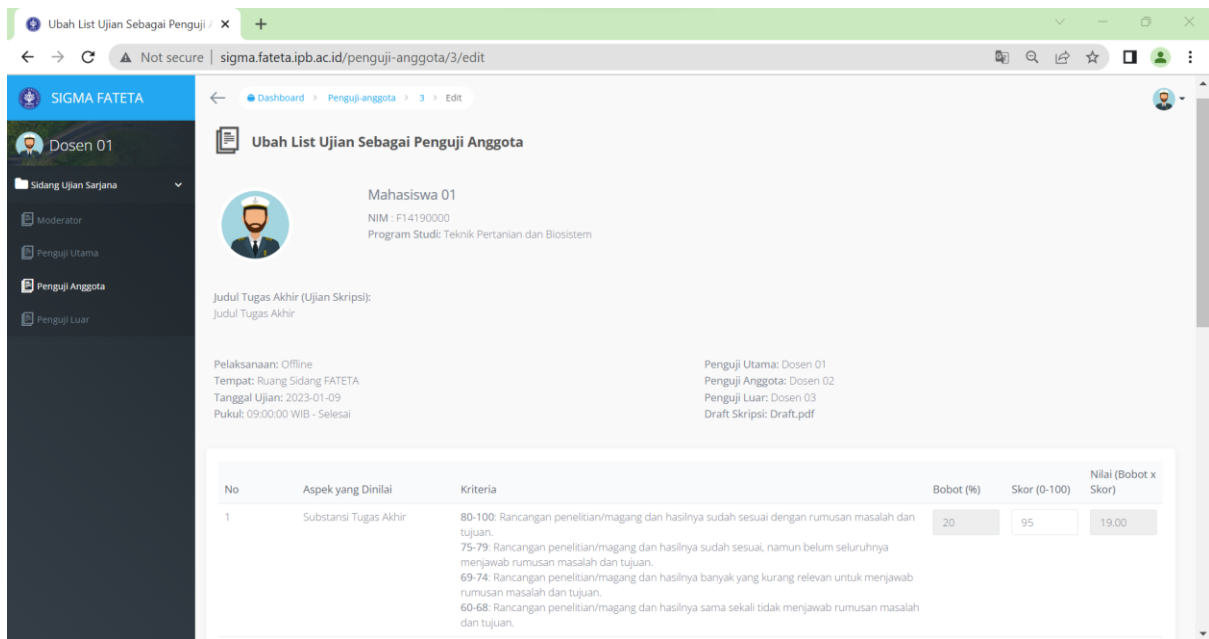 Ubah List Ujian Sebagai Penguji A
Not secure | sigma.fateta.ipb.ac.id/penguji-anggota/3/edit
SIGMA FATETA
Dashboard > Penguji-anggota > 3 > Edit
Dosen 01
Ubah List Ujian Sebagai Penguji Anggota
Sidang Ujian Sarjana
Moderator
Penguji Utama
Penguji Anggota
Penguji Luar
Mahasiswa 01
NIM : F14190000
Program Studi: Teknik Pertanian dan Biosistem
Judul Tugas Akhir (Ujian Skripsi):
Judul Tugas Akhir
Pelaksanaan: Offline
Tempat: Ruang Sidang FATETA
Tanggal Ujian: 2023-01-09
Pukul: 09:00:00 WIB - Selesai
Penguji Utama: Dosen 01
Penguji Anggota: Dosen 02
Penguji Luar: Dosen 03
Draft Skripsi: Draft.pdf
No Aspek yang Dinilai Kriteria Bobot (%) Skor (0-100) Nilai (Bobot x
Skor)
1 Substansi Tugas Akhir 80-100: Rancangan penelitian/magang dan hasilnya sudah sesuai dengan rumusan masalah dan 20 95 19.00
tujuan.
75-79: Rancangan penelitian/magang dan hasilnya sudah sesuai, namun belum seluruhnya
menjawab rumusan masalah dan tujuan.
69-74: Rancangan penelitian/magang dan hasilnya banyak yang kurang relevan untuk menjawab
rumusan masalah dan tujuan.
60-68: Rancangan penelitian/magang dan hasilnya sama sekali tidak menjawab rumusan masalah
dan tujuan.